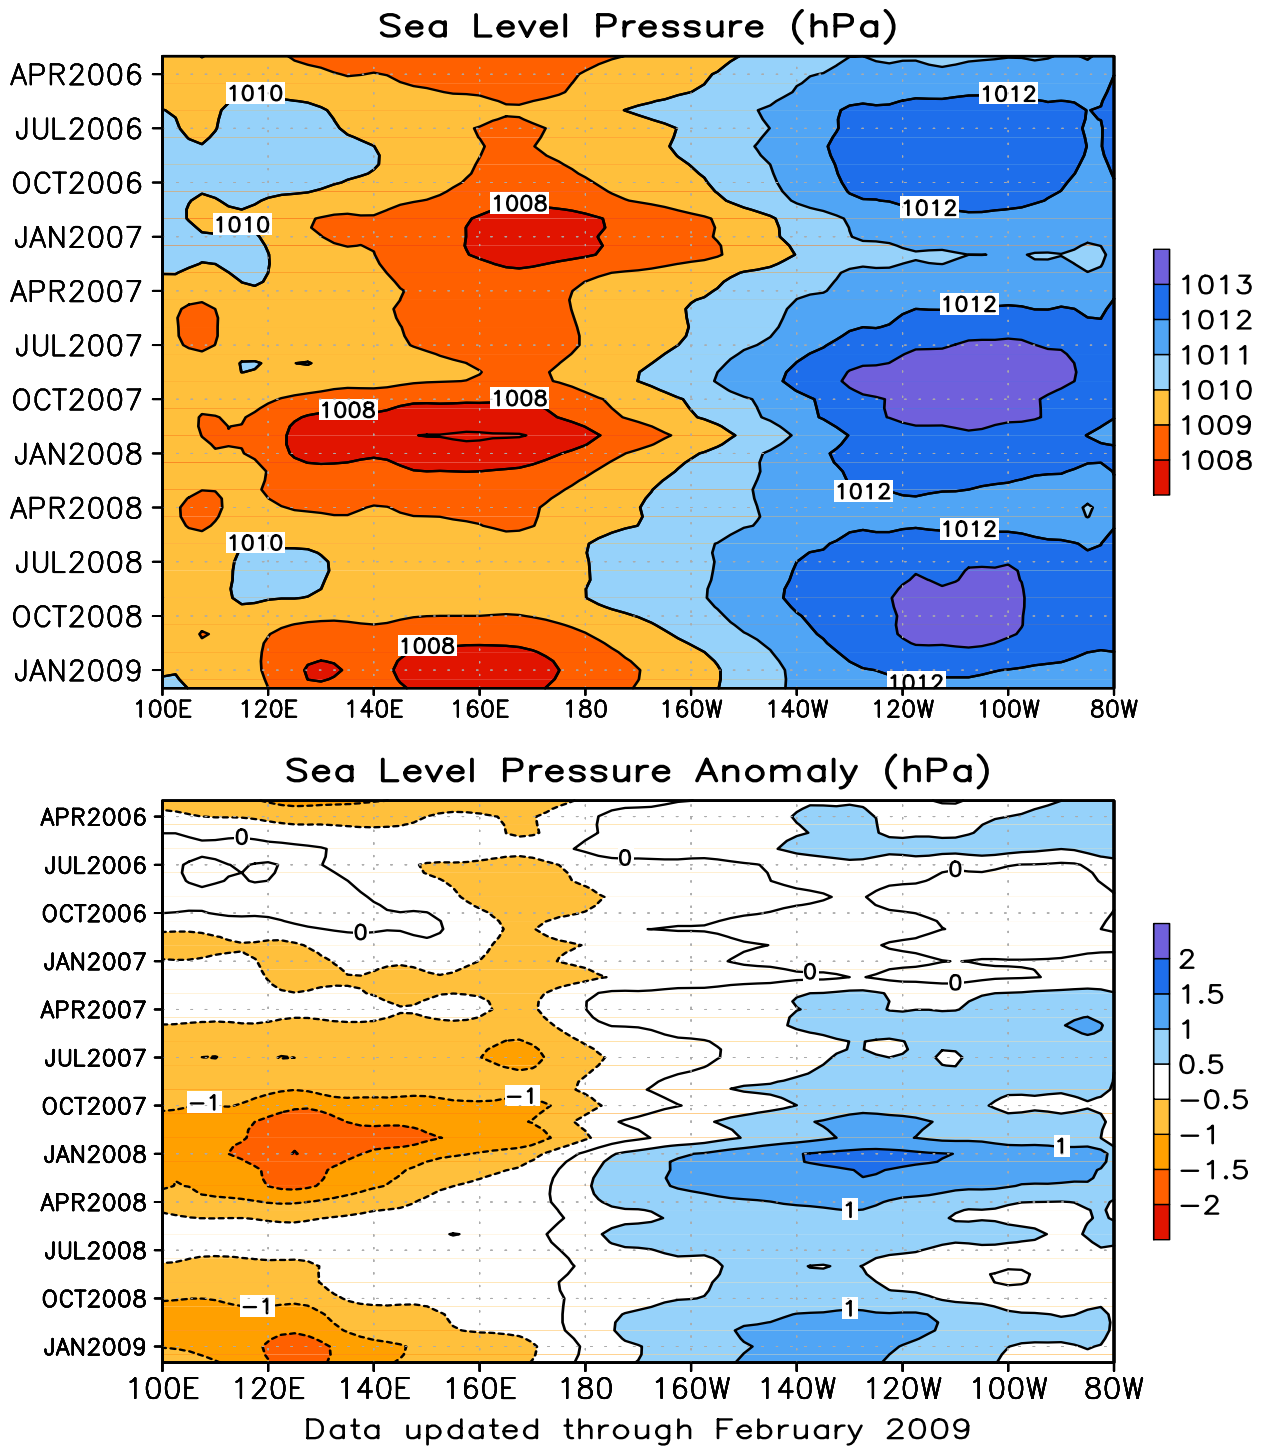 Sea Level Pressure (hPa)
APR2006
JUL2006
OCT2006
JAN2007
APR2007
JUL2007
OCT2007
JAN2008
APR2008
JUL2008
OCT2008
JAN2009
1010
1012
1012
1008
1010
1012
1008
1008
1012
1012
1010
1008
1012
100E 120E 140E 160E 180 160W 140W 120W 100W 80W
1013
1012
1011
1010
1009
1008
Sea Level Pressure Anomaly (hPa)
APR2006
JUL2006
OCT2006
JAN2007
APR2007
JUL2007
OCT2007
JAN2008
APR2008
JUL2008
OCT2008
JAN2009
0
0
0
0
0
0
-1
-1
1
1
-1
1
100E 120E 140E 160E 180 160W 140W 120W 100W 80W
2
1.5
1
0.5
-0.5
-1
-1.5
-2
Data updated through February 2009